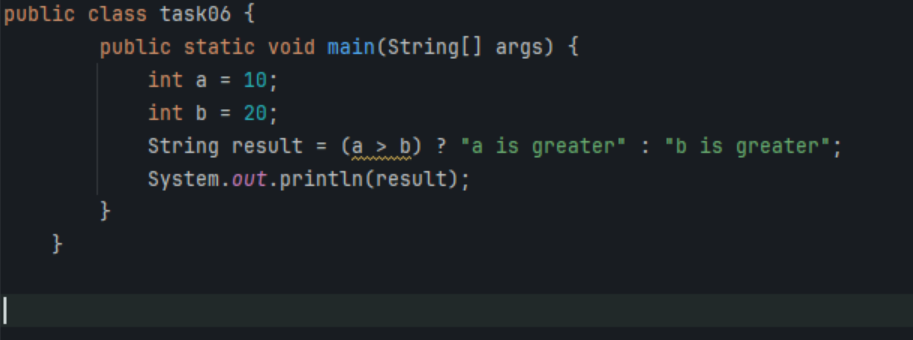 public class task06 {
        public static void main(String[] args) {
            int a = 10;
            int b = 20;
            String result = (a > b) ? "a is greater" : "b is greater";
            System.out.println(result);
        }
    }